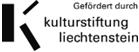 Gefördert durch
kulturstiftung
liechtenstein